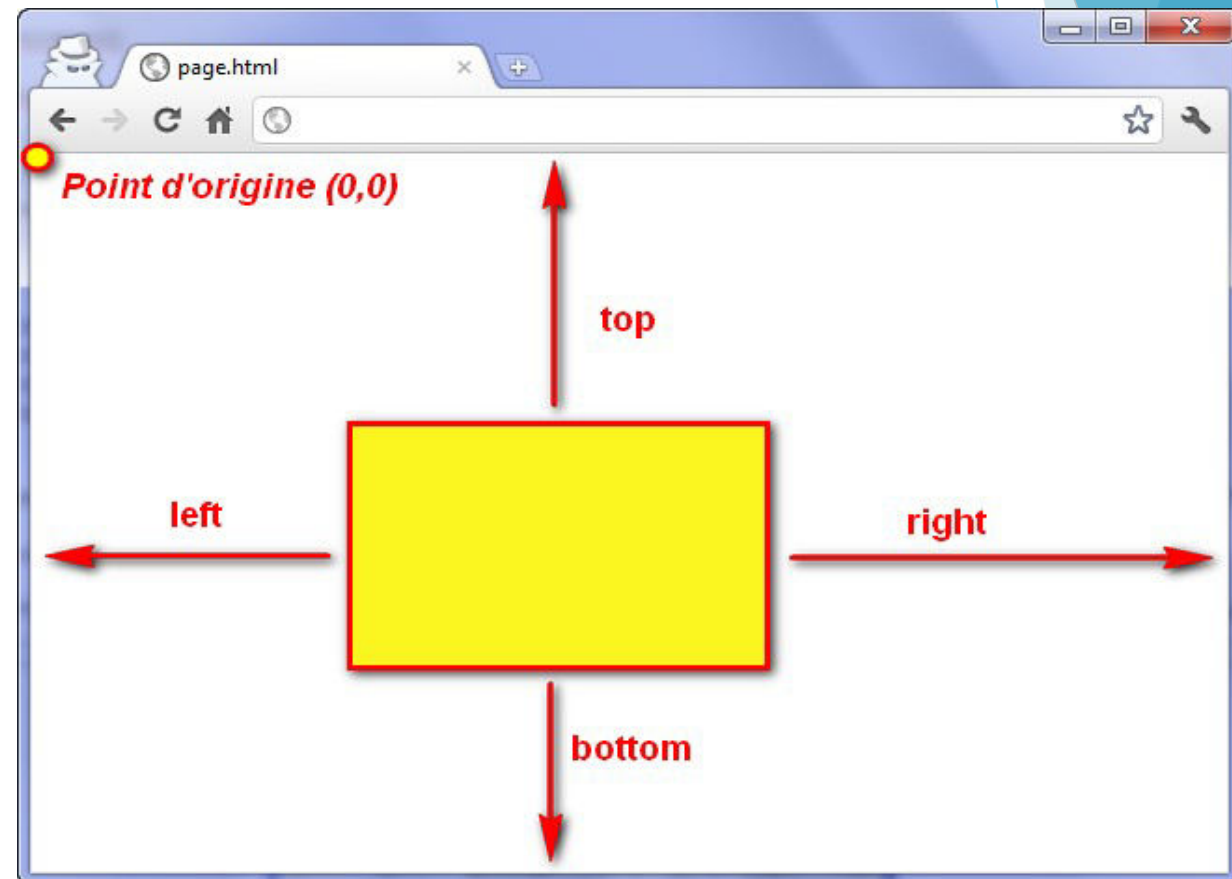 page.html
Point d'origine (0,0)
top
left
right
bottom